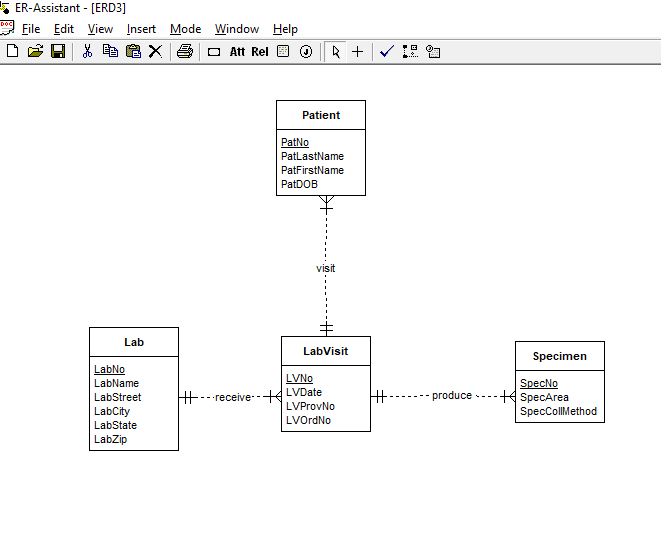 ER-Assistant - [ERD3]
File Edit View Insert Mode Window Help
Att Rel J
Patient
PatNo
PatLastName
PatFirstName
PatDOB
visit
Lab
LabNo
LabName
LabStreet
LabCity
LabState
LabZip
receive
LabVisit
LVNo
LVDate
LVProvNo
LVOrdNo
produce
Specimen
SpecNo
SpecArea
SpecCollMethod